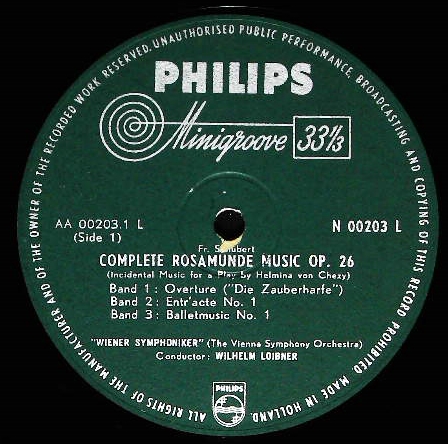 ALL RIGHTS OF THE MANUFACTURER AND OF THE OWNER OF THE RECORDED WORK RESERVED. UNAUTHORISED PUBLIC PERFORMANCE, BROADCASTING AND COPYING OF THIS RECORD PROHIBITED. MADE IN HOLLAND.
PHILIPS
Minigroove 33⅓
AA 00203.1 L
(Side 1)
N 00203 L
Fr. Schubert
COMPLETE ROSAMUNDE MUSIC OP. 26
(Incidental Music for a Play by Helmina von Chezy)
Band 1: Overture ("Die Zauberharfe")
Band 2: Entr'acte No. 1
Band 3: Balletmusic No. 1
"WIENER SYMPHONIKER" (The Vienna Symphony Orchestra)
Conductor: WILHELM LOIBNER
PHILIPS